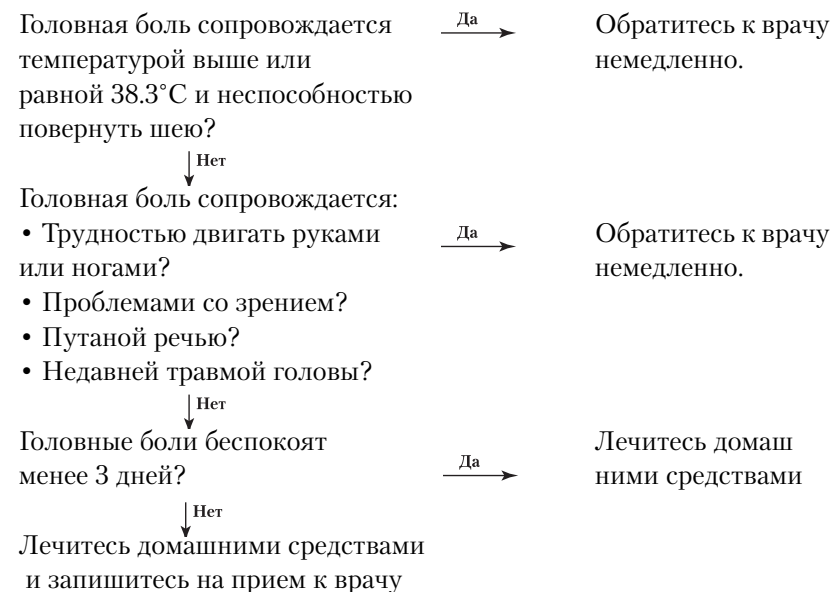 Головная боль сопровождается
температурой выше или
равной 38.3°C и неспособностью
повернуть шею?
Да
Обратитесь к врачу
немедленно.
Нет
Головная боль сопровождается:
• Трудностью двигать руками
или ногами?
• Проблемами со зрением?
• Путаной речью?
• Недавней травмой головы?
Да
Обратитесь к врачу
немедленно.
Нет
Головные боли беспокоят
менее 3 дней?
Да
Лечитесь домаш
ними средствами
Нет
Лечитесь домашними средствами
и запишитесь на прием к врачу